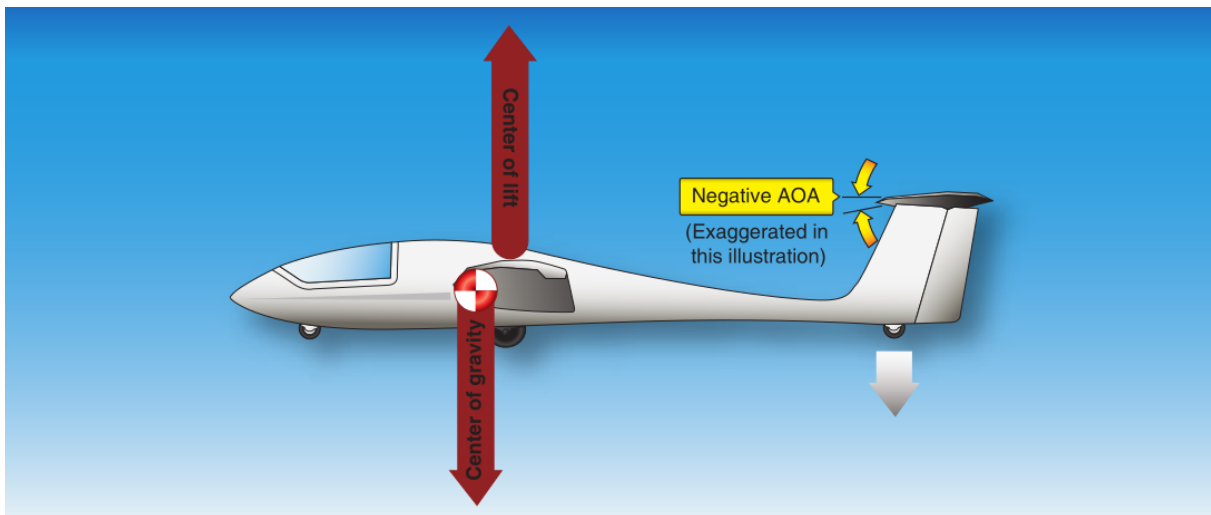 Center of lift
Negative AOA
(Exaggerated in
this illustration)
Center of gravity